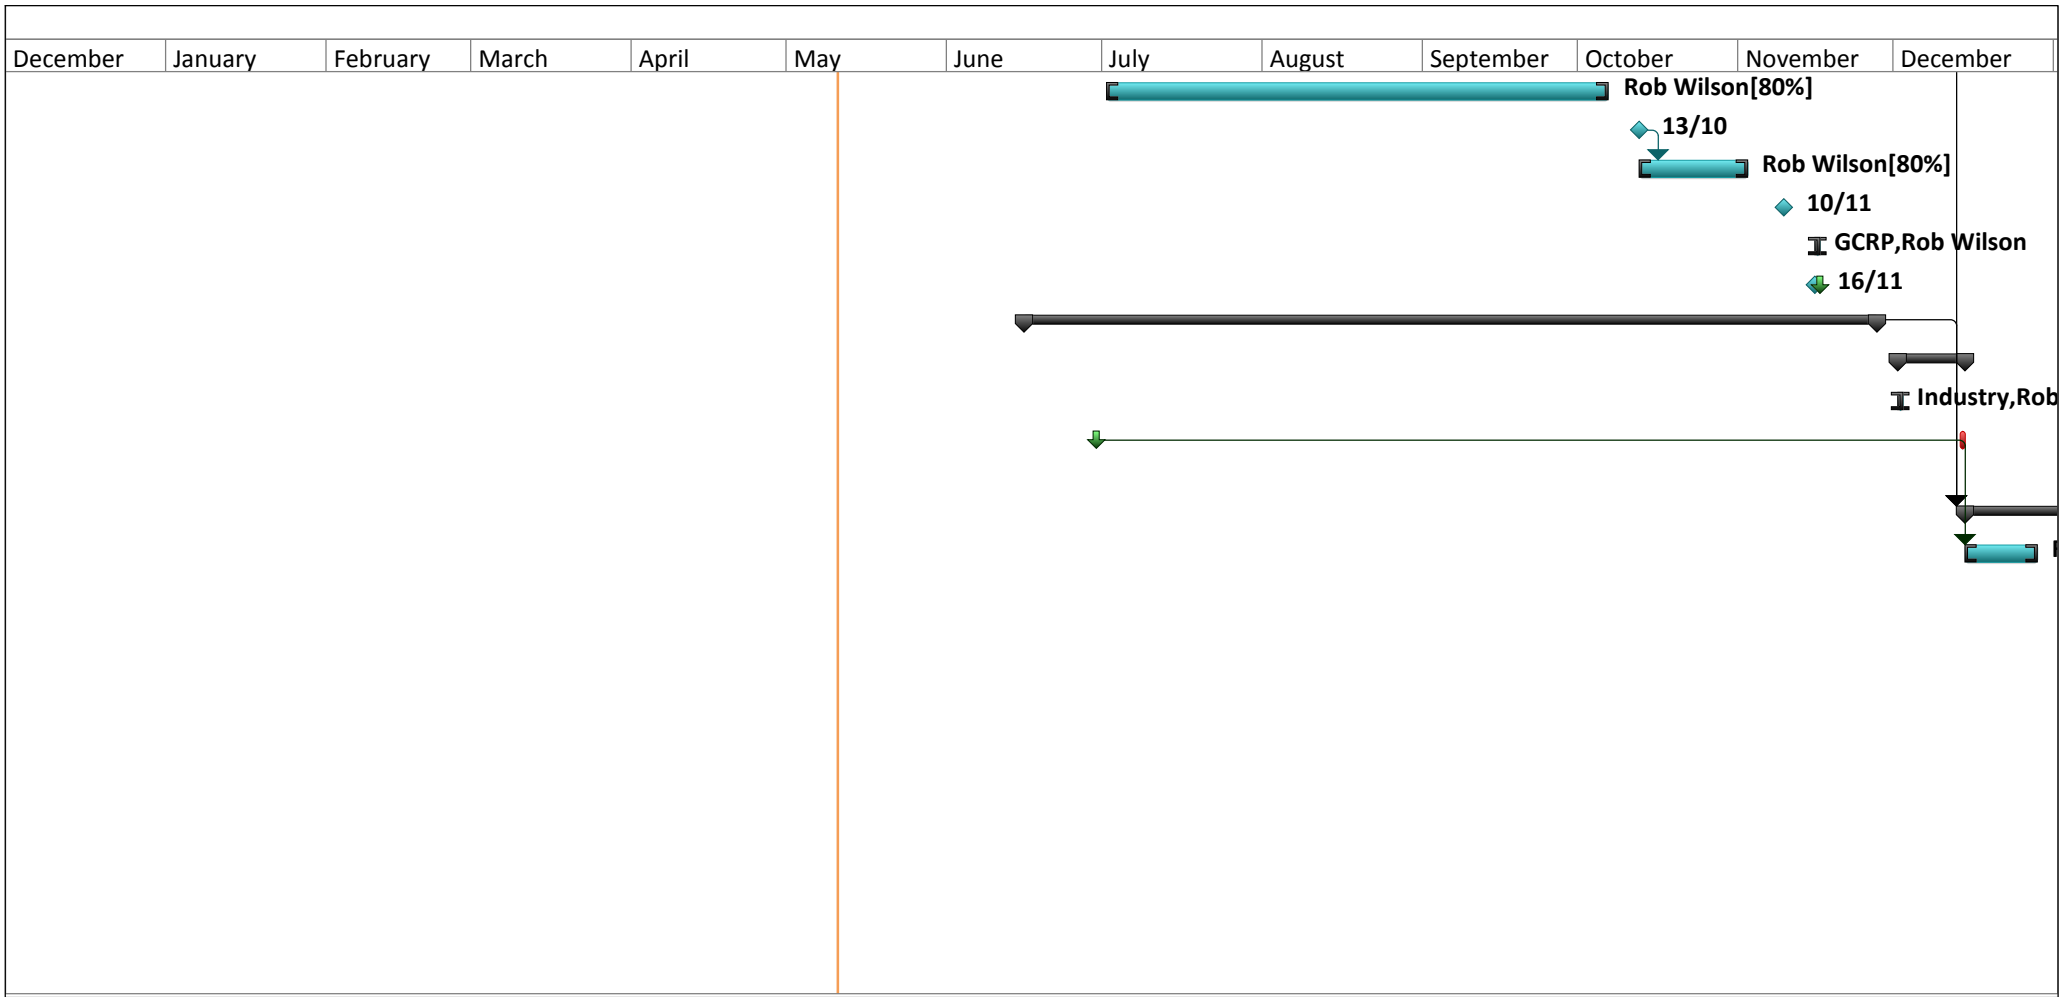 December January February March April May June July August September October November December
Rob Wilson[80%]
13/10
Rob Wilson[80%]
10/11
GCRP,Rob Wilson
16/11
Industry,Rob